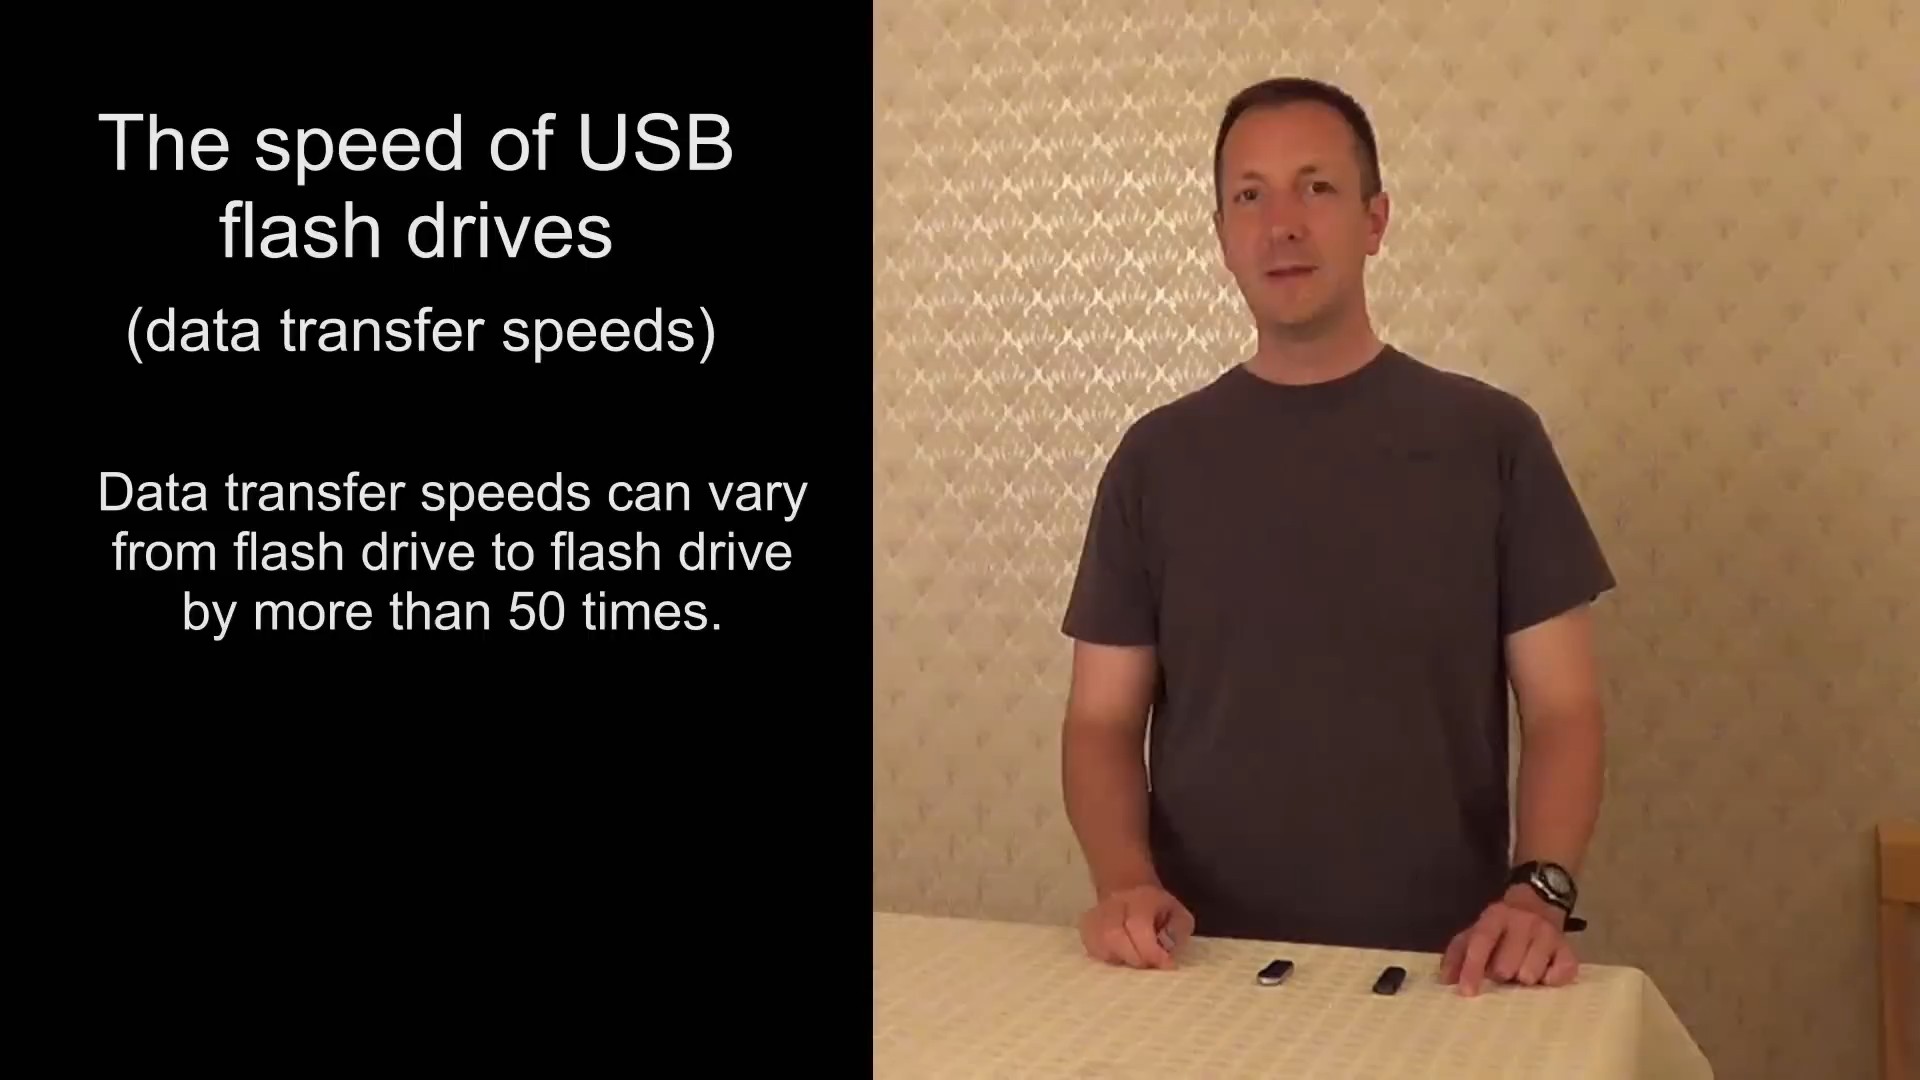 The speed of USB
flash drives
(data transfer speeds)
Data transfer speeds can vary
from flash drive to flash drive
by more than 50 times.